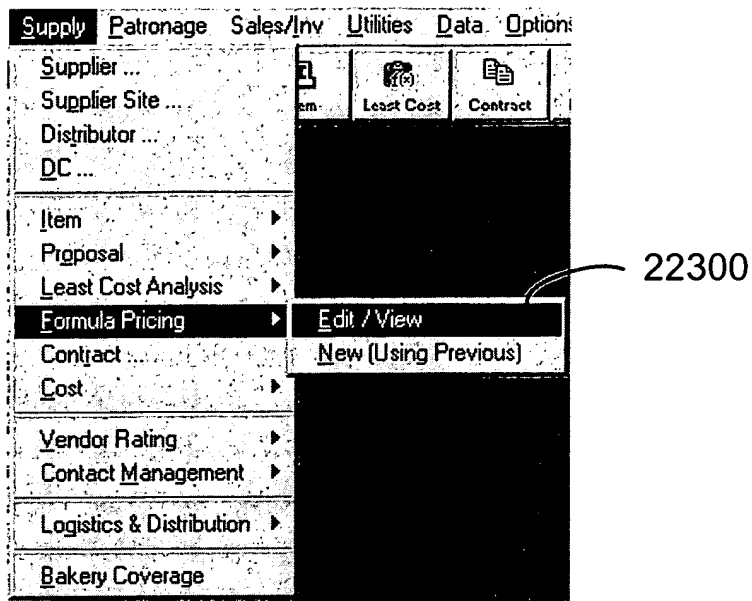 Supply Patronage Sales/Inv Utilities Data Option
Supplier ...
Supplier Site ...
Distributor ...
DC ...
Least Cost
Contract
Item
Proposal
Least Cost Analysis
Formula Pricing
Edit / View
22300
Contract ...
New (Using Previous)
Cost
Vendor Rating
Contact Management
Logistics & Distribution
Bakery Coverage